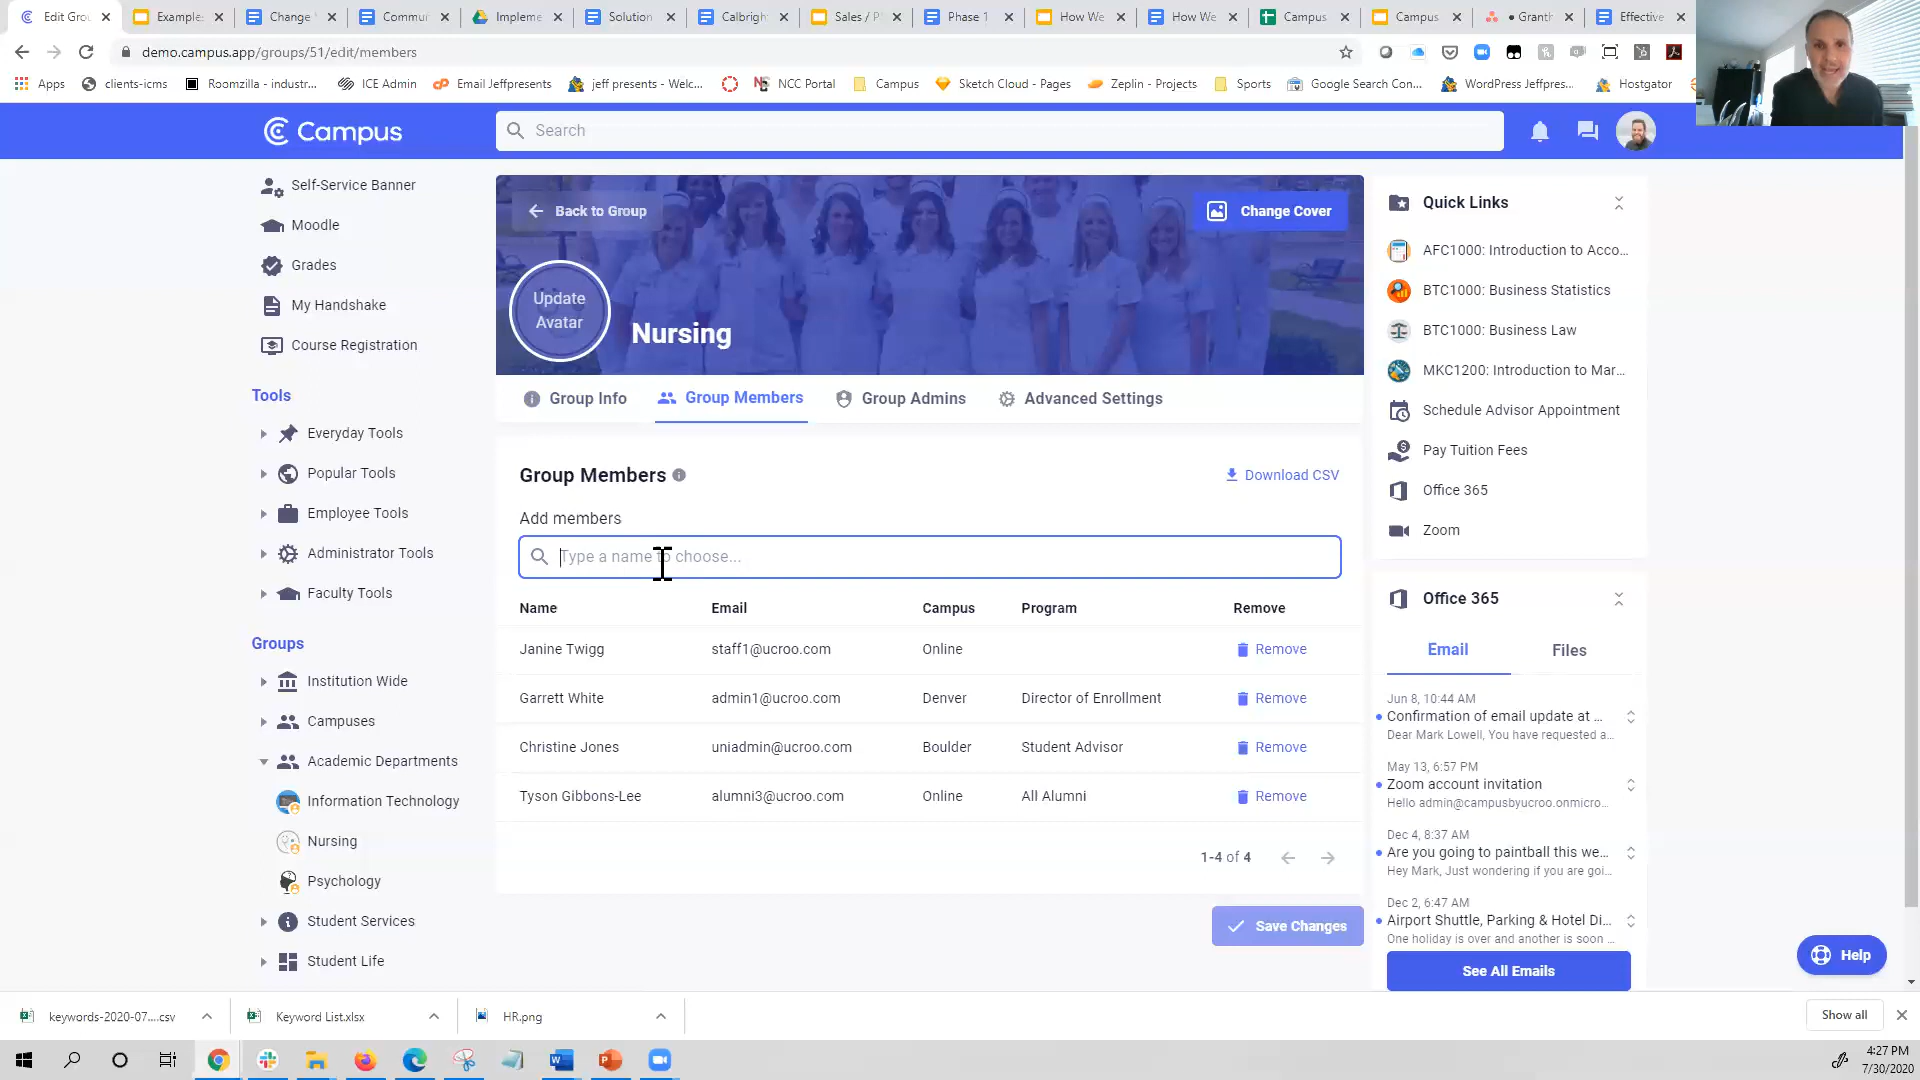 Edit Grou
Example:
Change
Commu
Impleme
Solution
Calbright
Sales / P
Phase 1
How We
How We
Campus
Campus
• Granth
Effective
demo.campus.app/groups/51/edit/members
Apps
clients-icms
Roomzilla - industr...
ICE Admin
Email Jeffpresents
jeff presents - Welc...
NCC Portal
Campus
Sketch Cloud - Pages
Zeplin - Projects
Sports
Google Search Con...
WordPress Jeffpres...
Hostgator
Campus
Search
Self-Service Banner
Moodle
Grades
My Handshake
Course Registration
Tools
Everyday Tools
Popular Tools
Employee Tools
Administrator Tools
Faculty Tools
Groups
Institution Wide
Campuses
Academic Departments
Information Technology
Nursing
Psychology
Student Services
Student Life
Back to Group
Change Cover
Update
Avatar
Nursing
Group Info
Group Members
Group Admins
Advanced Settings
Group Members
Download CSV
Add members
Type a name to choose...
Name Email Campus Program Remove
Janine Twigg staff1@ucroo.com Online Remove
Garrett White admin1@ucroo.com Denver Director of Enrollment Remove
Christine Jones uniadmin@ucroo.com Boulder Student Advisor Remove
Tyson Gibbons-Lee alumni3@ucroo.com Online All Alumni Remove
1-4 of 4
Save Changes
Quick Links
AFC1000: Introduction to Acco...
BTC1000: Business Statistics
BTC1000: Business Law
MKC1200: Introduction to Mar...
Schedule Advisor Appointment
Pay Tuition Fees
Office 365
Zoom
Office 365
Email Files
Jun 8, 10:44 AM
Confirmation of email update at ...
Dear Mark Lowell, You have requested a...
May 13, 6:57 PM
Zoom account invitation
Hello admin@campusbyucroo.onmicro...
Dec 4, 8:37 AM
Are you going to paintball this we...
Hey Mark, Just wondering if you are goi...
Dec 2, 6:47 AM
Airport Shuttle, Parking & Hotel Di...
One holiday is over and another is soon ...
See All Emails
Help
keywords-2020-07....csv
Keyword List.xlsx
HR.png
Show all
4:27 PM
7/30/2020